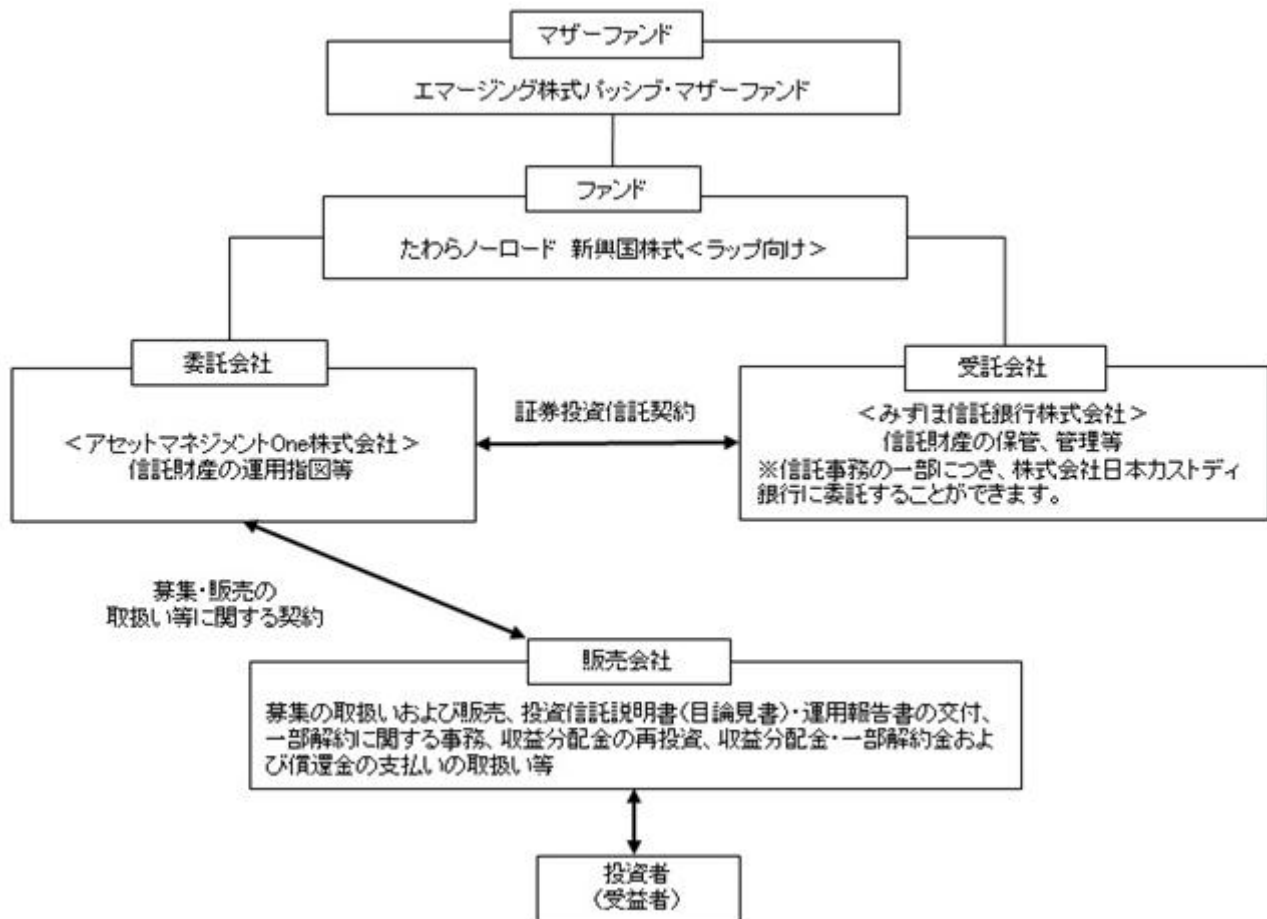 マザーファンド
エマージング株式パッシブ・マザーファンド
ファンド
たわらノーロード 新興国株式＜ラップ向け＞
委託会社
＜アセットマネジメントOne株式会社＞
信託財産の運用指図等
証券投資信託契約
受託会社
＜みずほ信託銀行株式会社＞
信託財産の保管、管理等
※信託事務の一部につき、株式会社日本カストディ
銀行に委託することができます。
募集・販売の
取扱い等に関する契約
販売会社
募集の取扱いおよび販売、投資信託説明書(目論見書)・運用報告書の交付、
一部解約に関する事務、収益分配金の再投資、収益分配金・一部解約金およ
び償還金の支払いの取扱い等
投資者
（受益者）